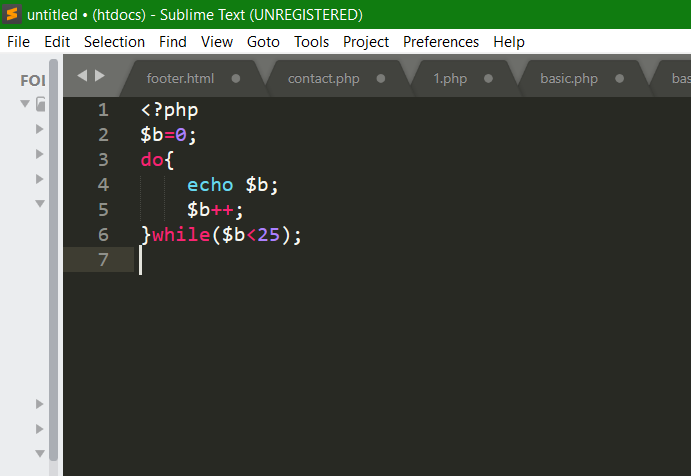 untitled • (htdocs) - Sublime Text (UNREGISTERED)
File Edit Selection Find View Goto Tools Project Preferences Help
FOL
footer.html contact.php 1.php basic.php bas
1 <?php
2 $b=0;
3 do{
4 echo $b;
5 $b++;
6 }while($b<25);
7